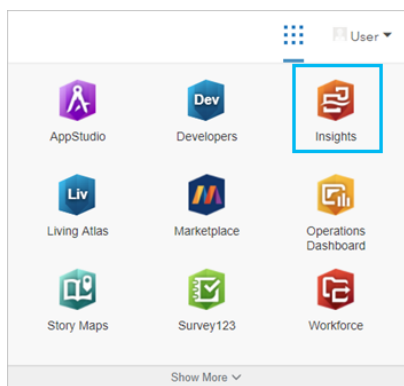 User
Dev
AppStudio
Developers
Insights
Liv
Living Atlas
Marketplace
Operations
Dashboard
Story Maps
Survey123
Workforce
Show More